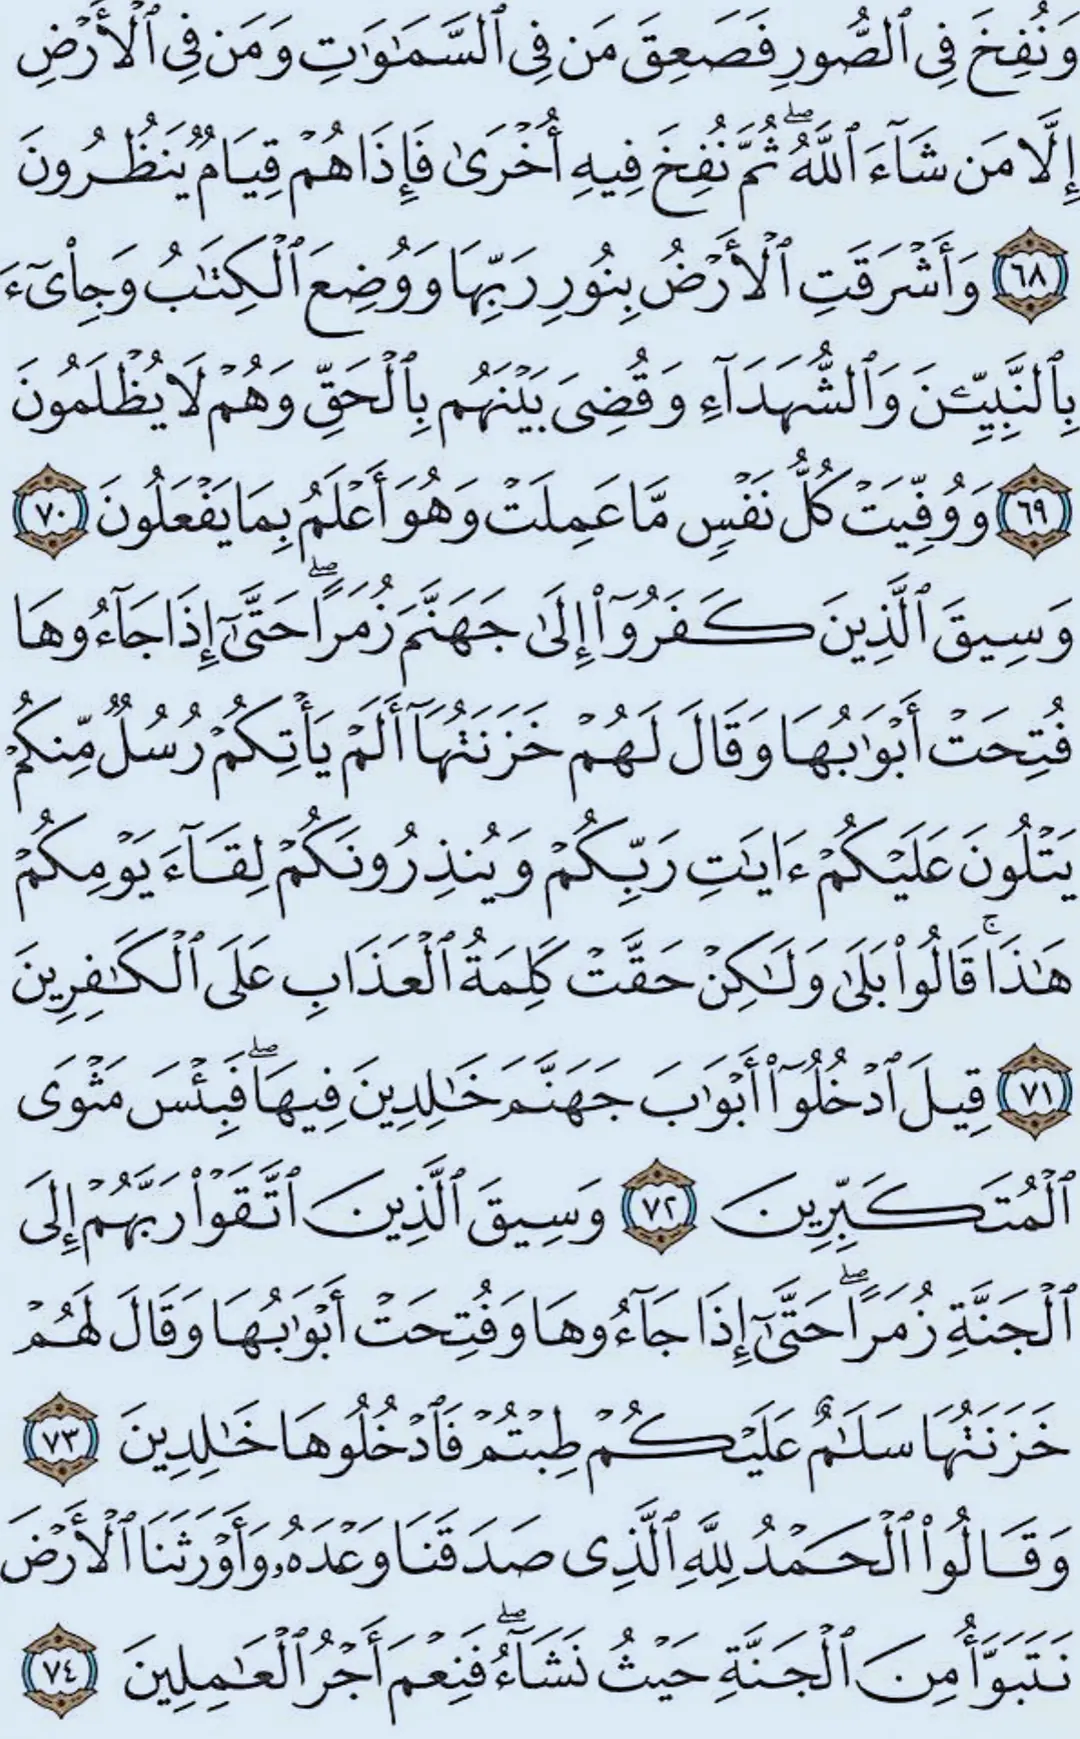 وَنُفِخَ فِي ٱلصُّورِ فَصَعِقَ مَن فِي ٱلسَّمَٰوَٰتِ وَمَن فِي ٱلْأَرْضِ
إِلَّا مَن شَآءَ ٱللَّهُۖ ثُمَّ نُفِخَ فِيهِ أُخْرَىٰ فَإِذَا هُمْ قِيَامٌ يَنظُرُونَ
٦٨ وَأَشْرَقَتِ ٱلْأَرْضُ بِنُورِ رَبِّهَا وَوُضِعَ ٱلْكِتَٰبُ وَجِا۟ىٓءَ
بِٱلنَّبِيِّـۧنَ وَٱلشُّهَدَآءِ وَقُضِىَ بَيْنَهُم بِٱلْحَقِّ وَهُمْ لَا يُظْلَمُونَ
٦٩ وَوُفِّيَتْ كُلُّ نَفْسٍ مَّا عَمِلَتْ وَهُوَ أَعْلَمُ بِمَا يَفْعَلُونَ ٧٠
وَسِيقَ ٱلَّذِينَ كَفَرُوٓا۟ إِلَىٰ جَهَنَّمَ زُمَرًاۖ حَتَّىٰٓ إِذَا جَآءُوهَا
فُتِحَتْ أَبْوَٰبُهَا وَقَالَ لَهُمْ خَزَنَتُهَآ أَلَمْ يَأْتِكُمْ رُسُلٌ مِّنكُمْ
يَتْلُونَ عَلَيْكُمْ ءَايَٰتِ رَبِّكُمْ وَيُنذِرُونَكُمْ لِقَآءَ يَوْمِكُمْ
هَٰذَاۚ قَالُوا۟ بَلَىٰ وَلَٰكِنْ حَقَّتْ كَلِمَةُ ٱلْعَذَابِ عَلَى ٱلْكَٰفِرِينَ
٧١ قِيلَ ٱدْخُلُوٓا۟ أَبْوَٰبَ جَهَنَّمَ خَٰلِدِينَ فِيهَاۖ فَبِئْسَ مَثْوَى
ٱلْمُتَكَبِّرِينَ ٧٢ وَسِيقَ ٱلَّذِينَ ٱتَّقَوْا۟ رَبَّهُمْ إِلَى
ٱلْجَنَّةِ زُمَرًاۖ حَتَّىٰٓ إِذَا جَآءُوهَا وَفُتِحَتْ أَبْوَٰبُهَا وَقَالَ لَهُمْ
خَزَنَتُهَا سَلَٰمٌ عَلَيْكُمْ طِبْتُمْ فَٱدْخُلُوهَا خَٰلِدِينَ ٧٣
وَقَالُوا۟ ٱلْحَمْدُ لِلَّهِ ٱلَّذِى صَدَقَنَا وَعْدَهُۥ وَأَوْرَثَنَا ٱلْأَرْضَ
نَتَبَوَّأُ مِنَ ٱلْجَنَّةِ حَيْثُ نَشَآءُۖ فَنِعْمَ أَجْرُ ٱلْعَٰمِلِينَ ٧٤